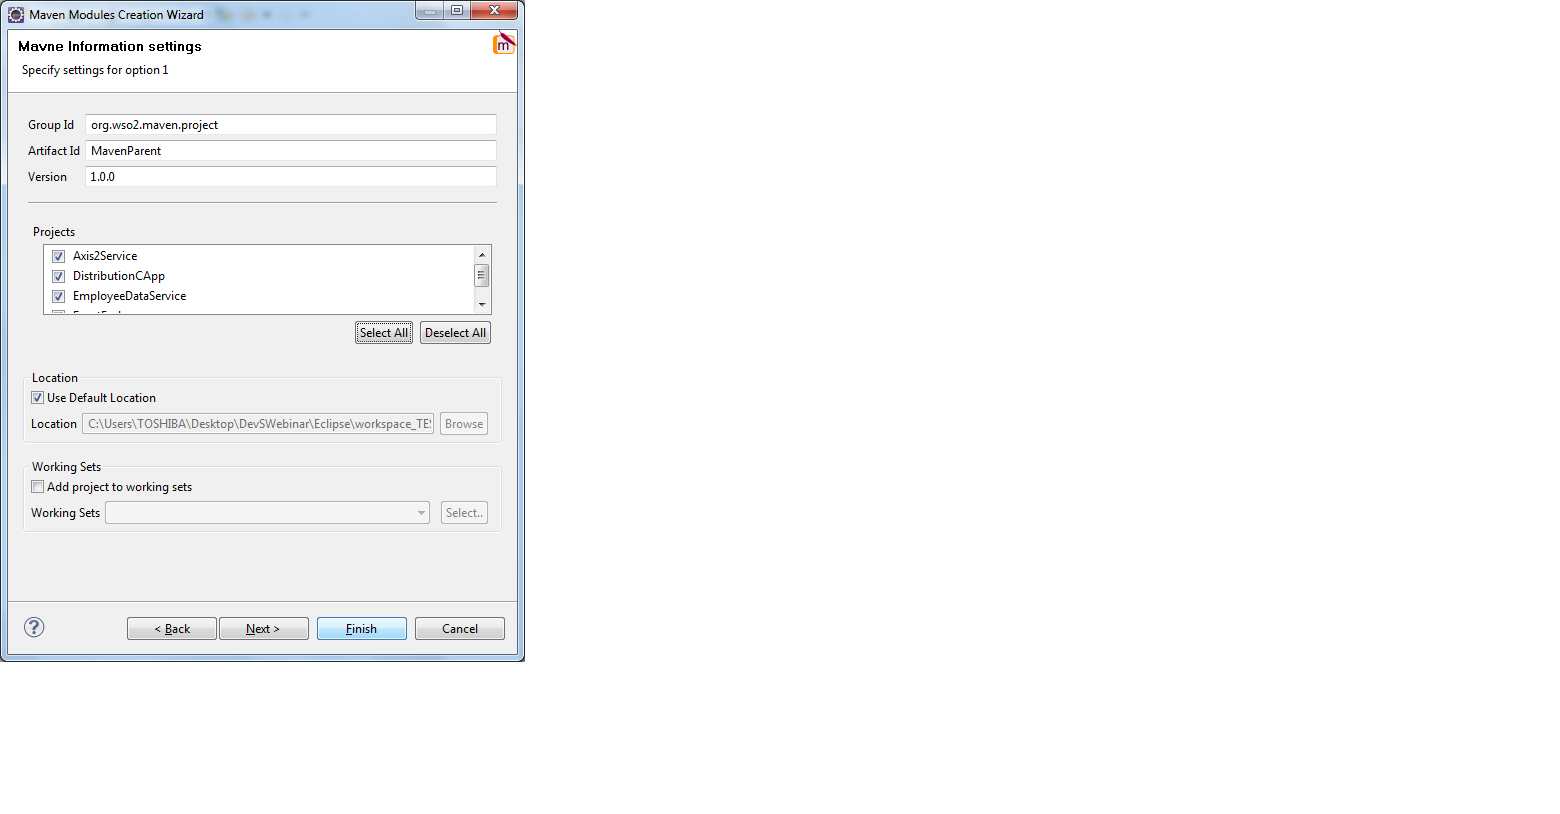 Maven Modules Creation Wizard
Mavne Information settings
m
Specify settings for option 1
Group Id org.wso2.maven.project
Artifact Id MavenParent
Version 1.0.0
Projects
Axis2Service
DistributionCApp
EmployeeDataService
Select All Deselect All
Location
Use Default Location
Location C:\Users\TOSHIBA\Desktop\DevSWebinar\Eclipse\workspace_TES Browse
Working Sets
Add project to working sets
Working Sets Select..
? < Back Next > Finish Cancel